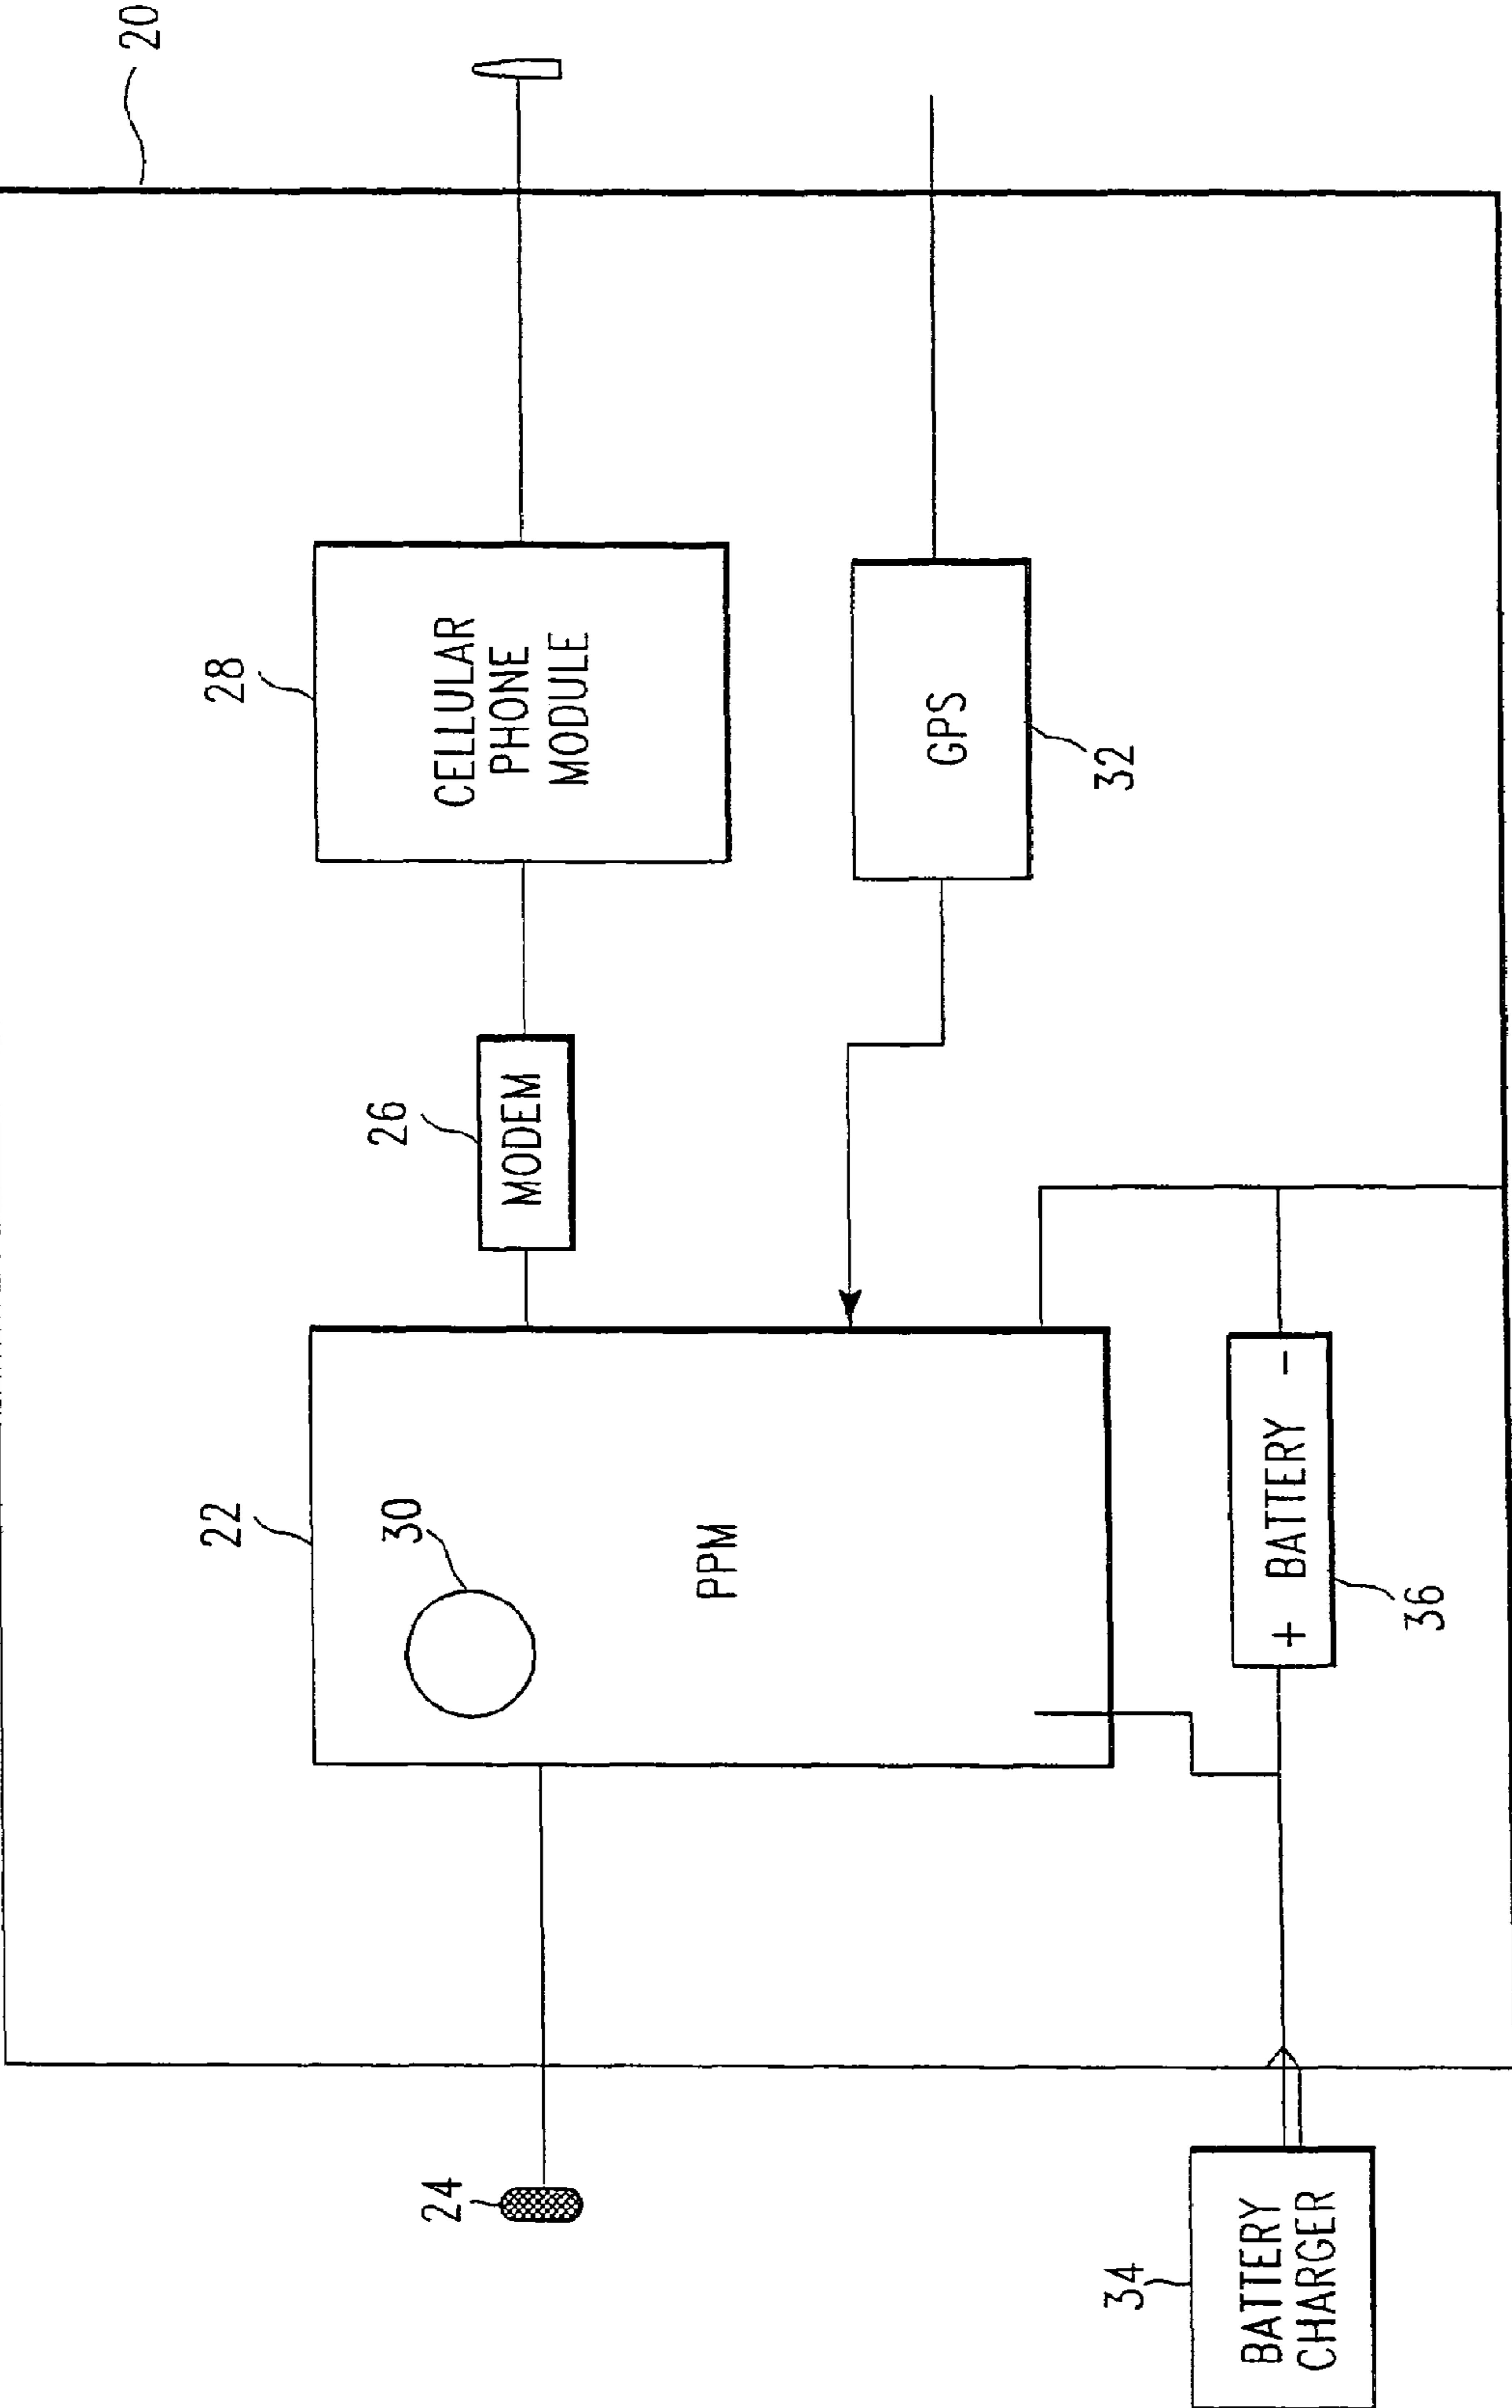 20
28
CELLULAR
PHONE
MODULE
26
MODEM
GPS
32
22
30
PPM
+ BATTERY -
36
24
34
BATTERY
CHARGER